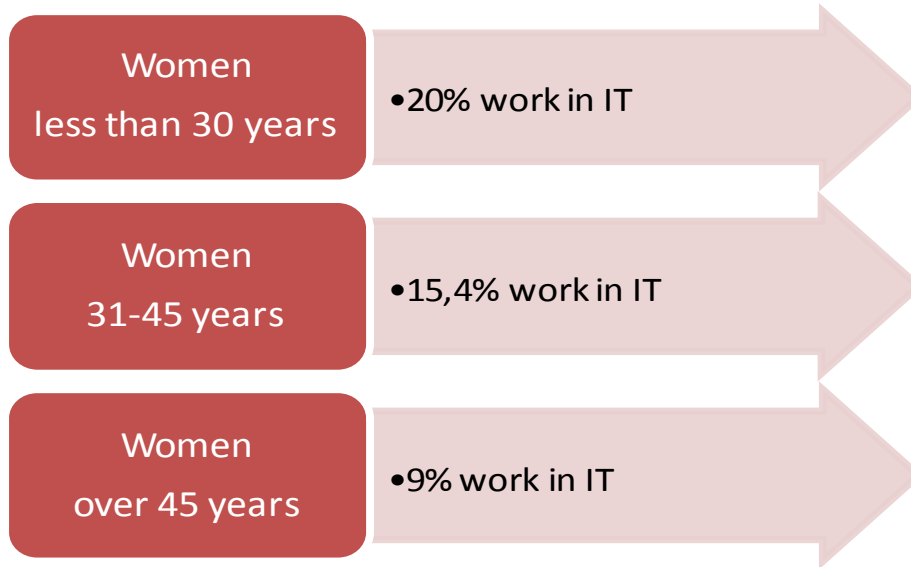 Women
less than 30 years
•20% work in IT
Women
31-45 years
•15,4% work in IT
Women
over 45 years
•9% work in IT